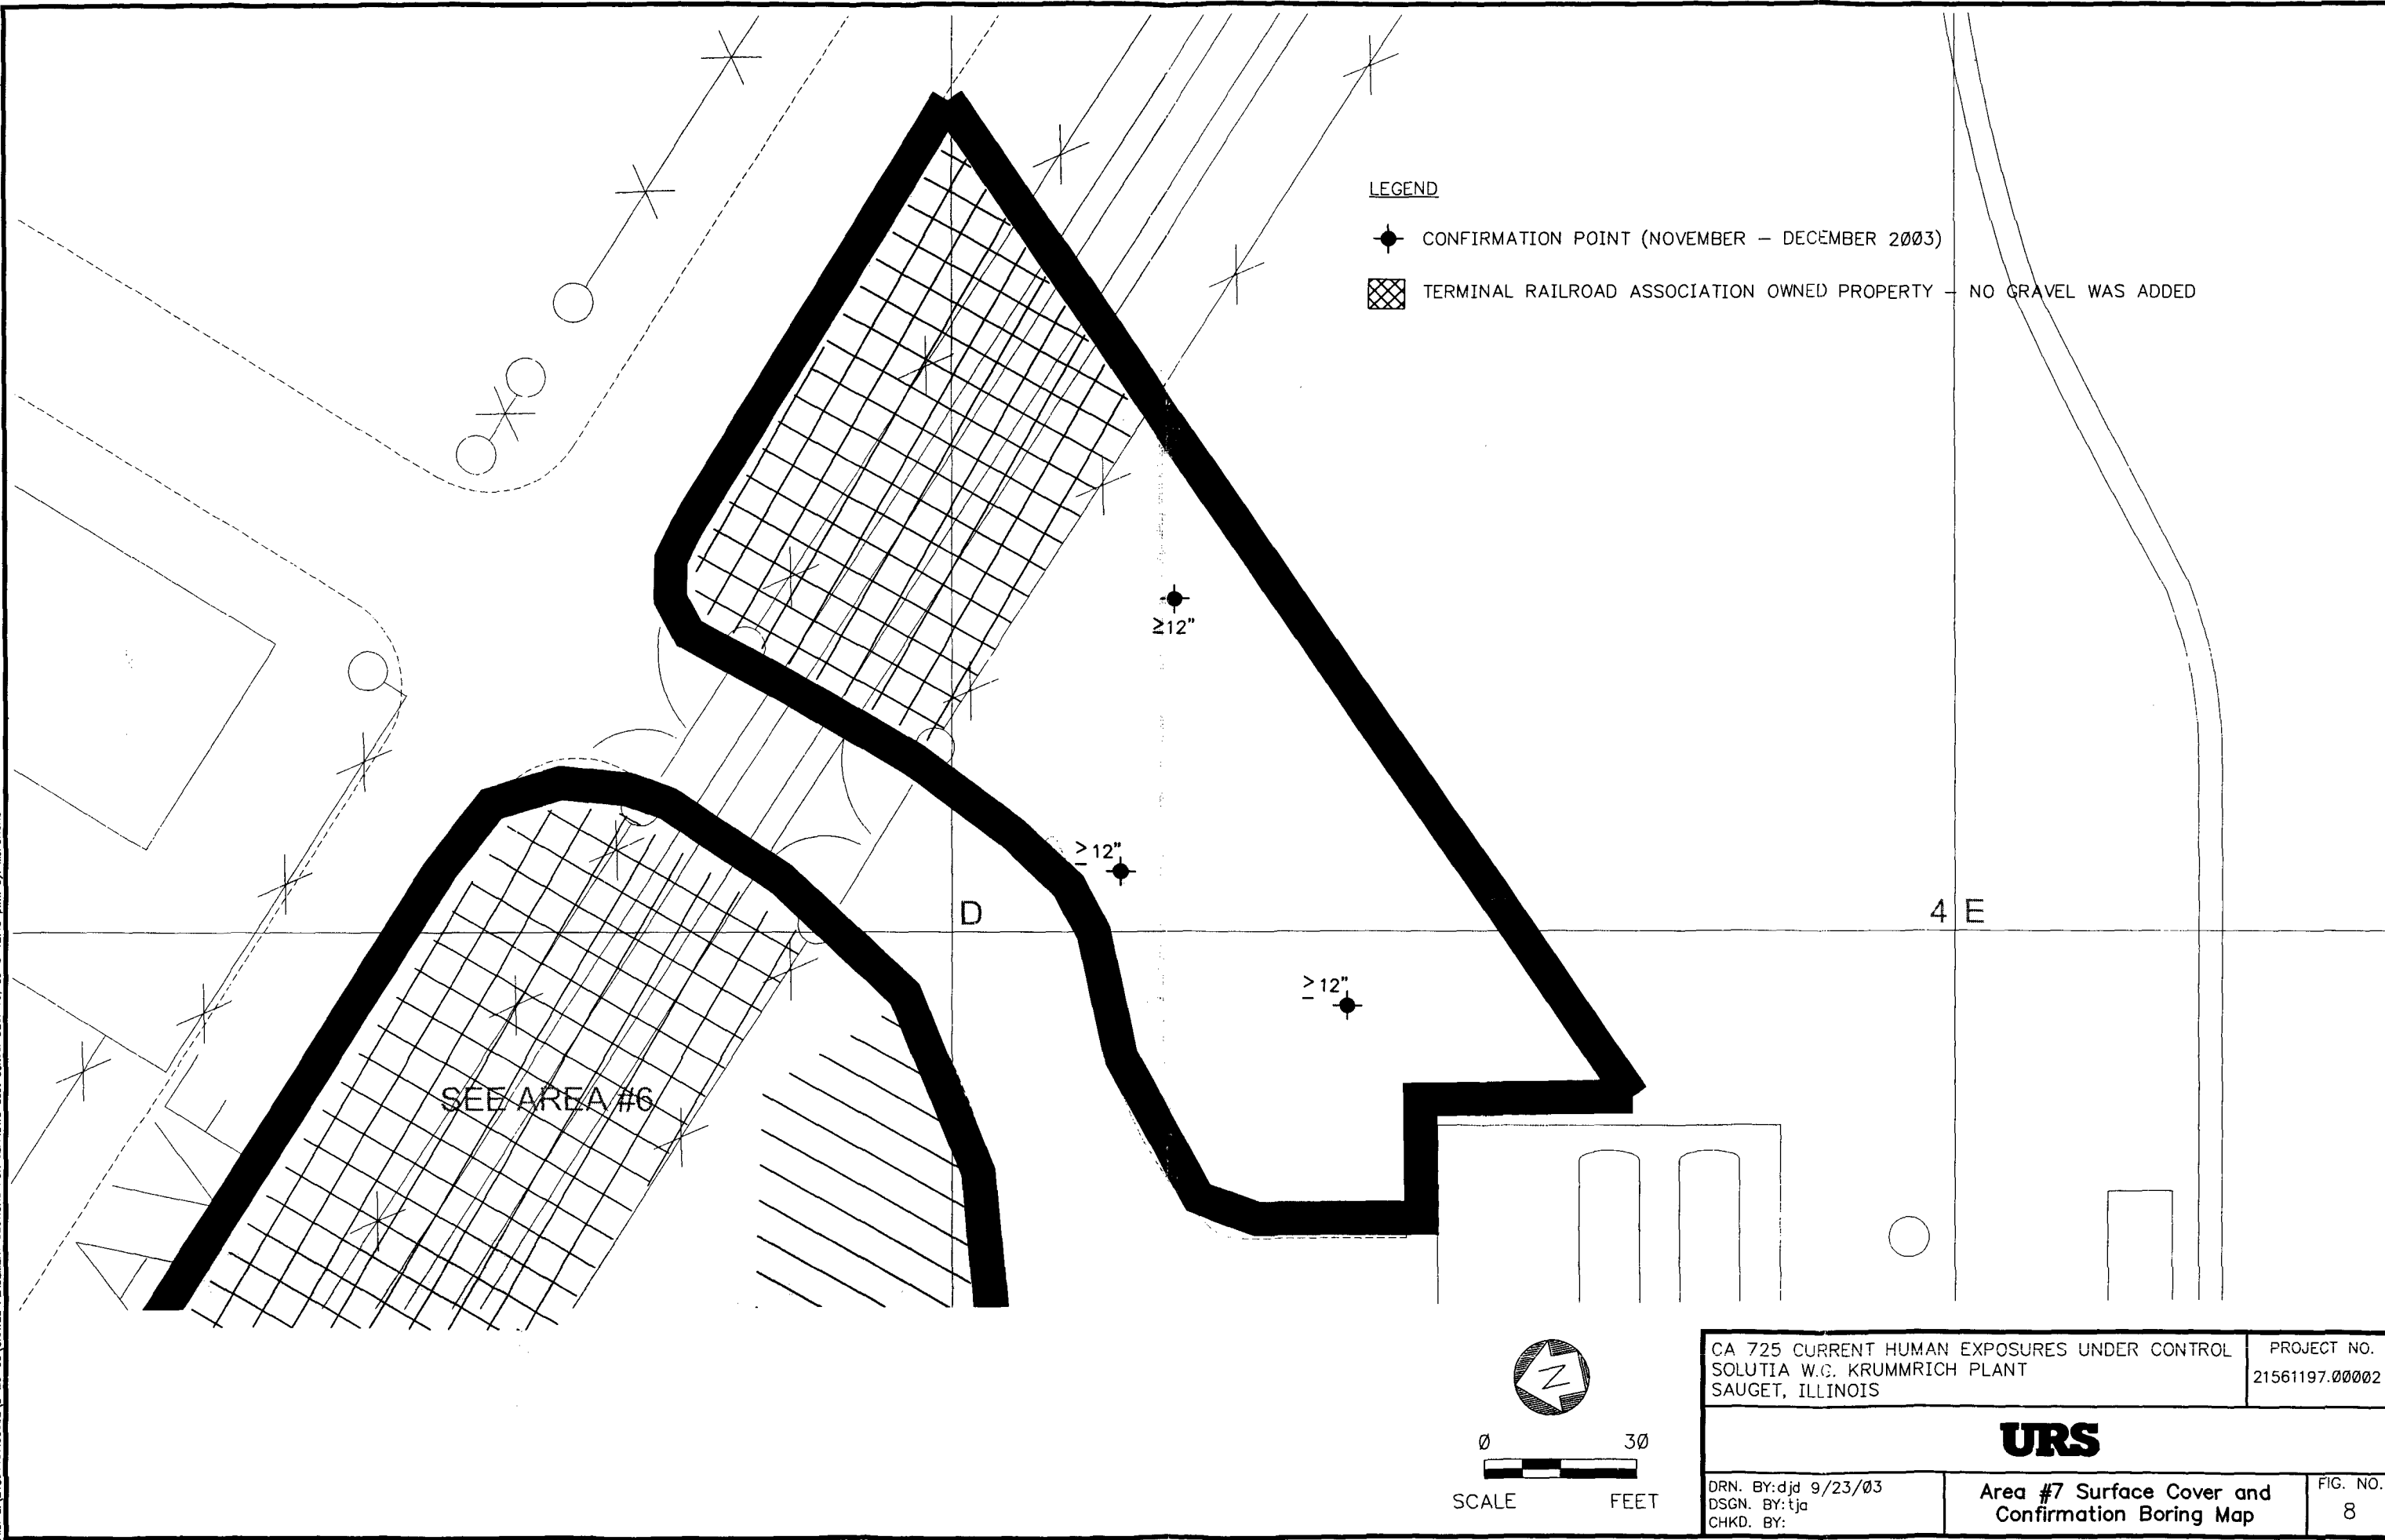 LEGEND
CONFIRMATION POINT (NOVEMBER – DECEMBER 2003)
TERMINAL RAILROAD ASSOCIATION OWNED PROPERTY – NO GRAVEL WAS ADDED
≥12"
≥12"
D
4 E
≥12"
SEE AREA #6
N
0 30
SCALE FEET
CA 725 CURRENT HUMAN EXPOSURES UNDER CONTROL
SOLUTIA W.G. KRUMMRICH PLANT
SAUGET, ILLINOIS
PROJECT NO.
21561197.00002
URS
DRN. BY:djd 9/23/03
DSGN. BY:tja
CHKD. BY:
Area #7 Surface Cover and
Confirmation Boring Map
FIG. NO.
8